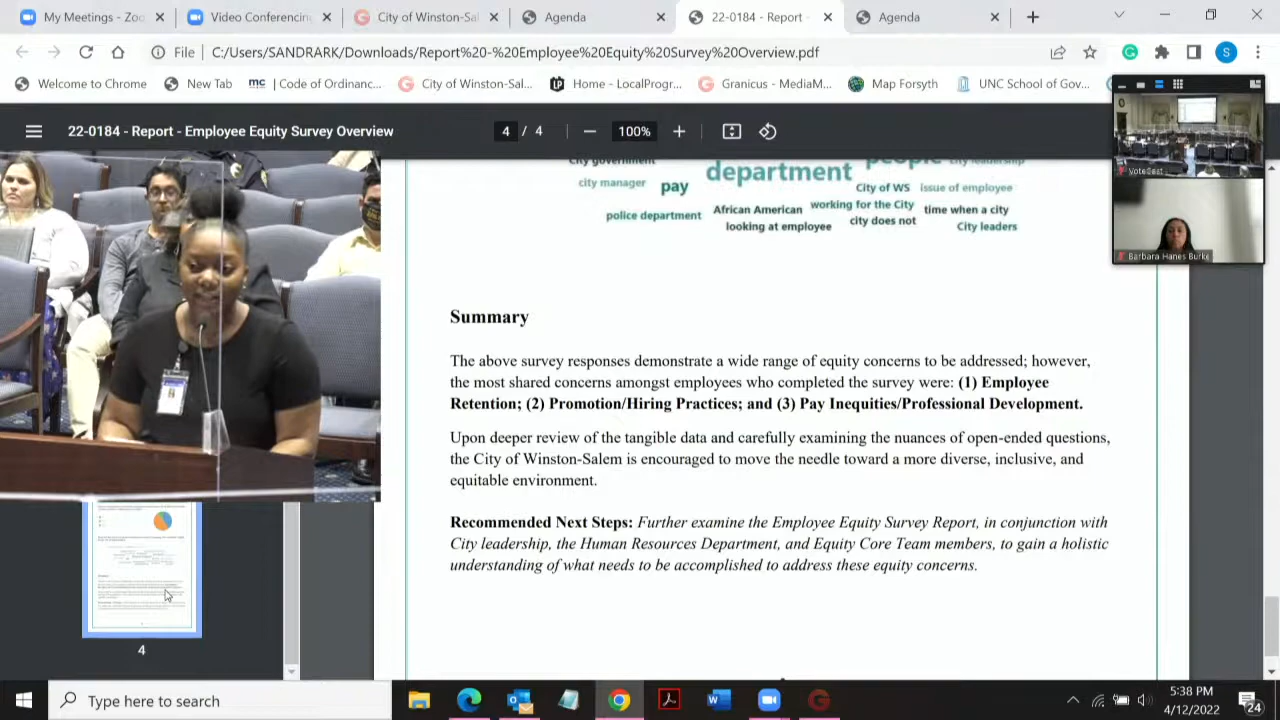 My Meetings - Zoo
Video Conferencing
City of Winston-Sal
Agenda
22-0184 - Report -
Agenda
File
C:/Users/SANDRARK/Downloads/Report%20-%20Employee%20Equity%20Survey%20Overview.pdf
S
Welcome to Chrome
New Tab
mc | Code of Ordinanc...
City of Winston-Sal...
Home - LocalProgr...
Granicus - MediaM...
Map Forsyth
UNC School of Gov...
22-0184 - Report - Employee Equity Survey Overview
4 / 4
100%
VoteCast
Barbara Hanes Burke
City government
people
city leadership
city manager
pay
department
City of WS
issue of employee
police department
African American
working for the City
time when a city
looking at employee
city does not
City leaders
Summary
The above survey responses demonstrate a wide range of equity concerns to be addressed; however,
the most shared concerns amongst employees who completed the survey were: (1) Employee
Retention; (2) Promotion/Hiring Practices; and (3) Pay Inequities/Professional Development.
Upon deeper review of the tangible data and carefully examining the nuances of open-ended questions,
the City of Winston-Salem is encouraged to move the needle toward a more diverse, inclusive, and
equitable environment.
Recommended Next Steps: Further examine the Employee Equity Survey Report, in conjunction with
City leadership, the Human Resources Department, and Equity Core Team members, to gain a holistic
understanding of what needs to be accomplished to address these equity concerns.
4
Type here to search
5:38 PM
4/12/2022
24